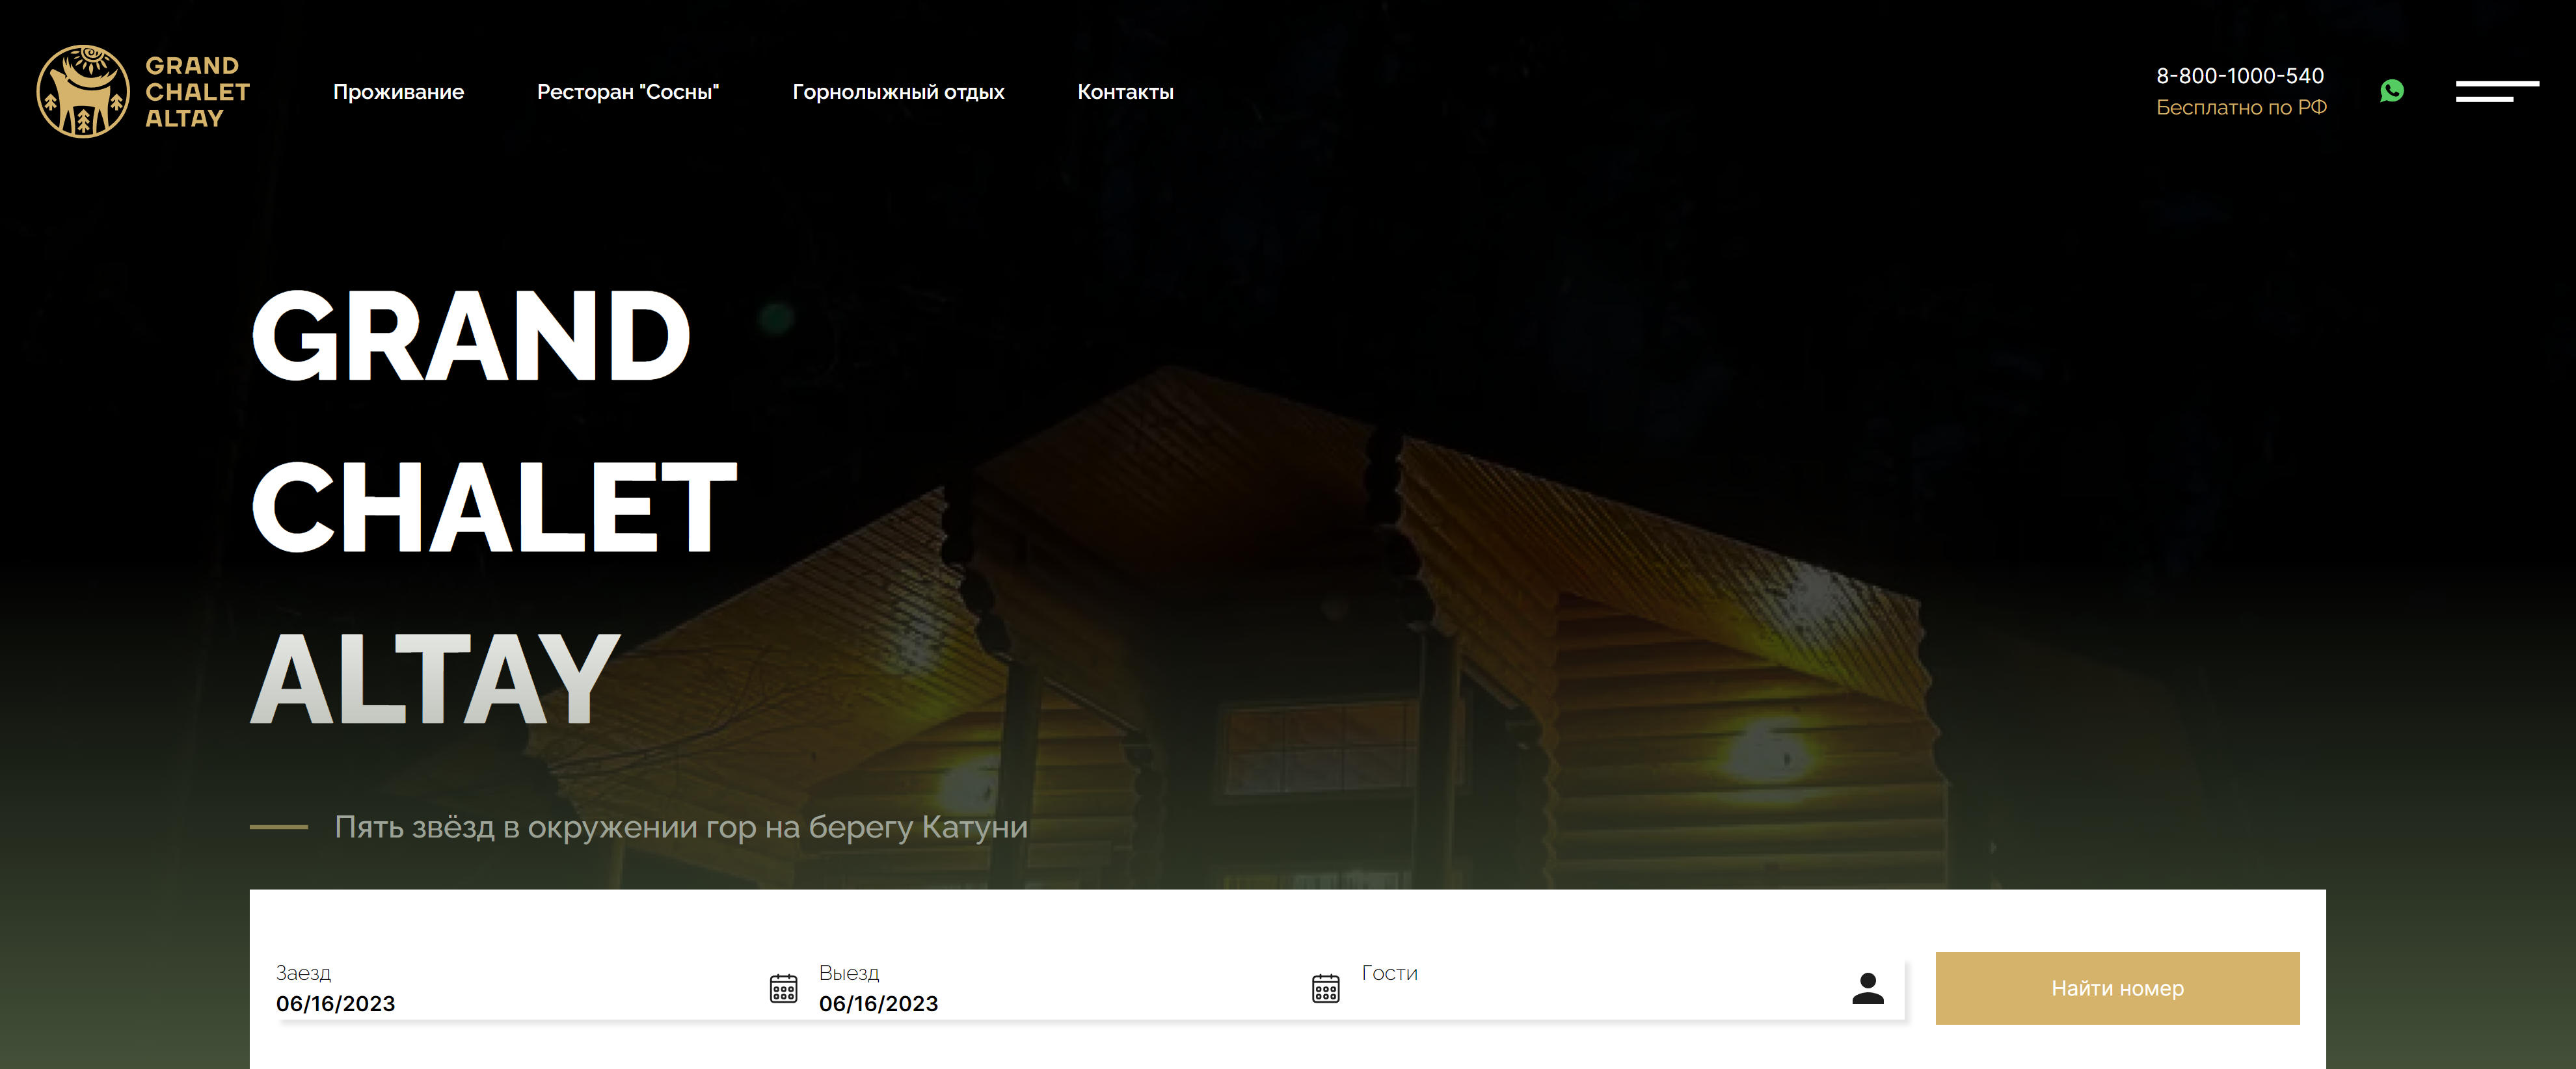 GRAND
CHALET
ALTAY
Проживание
Ресторан "Сосны"
Горнолыжный отдых
Контакты
8-800-1000-540
Бесплатно по РФ
GRAND
CHALET
ALTAY
Пять звёзд в окружении гор на берегу Катуни
Заезд
06/16/2023
Выезд
06/16/2023
Гости
Найти номер